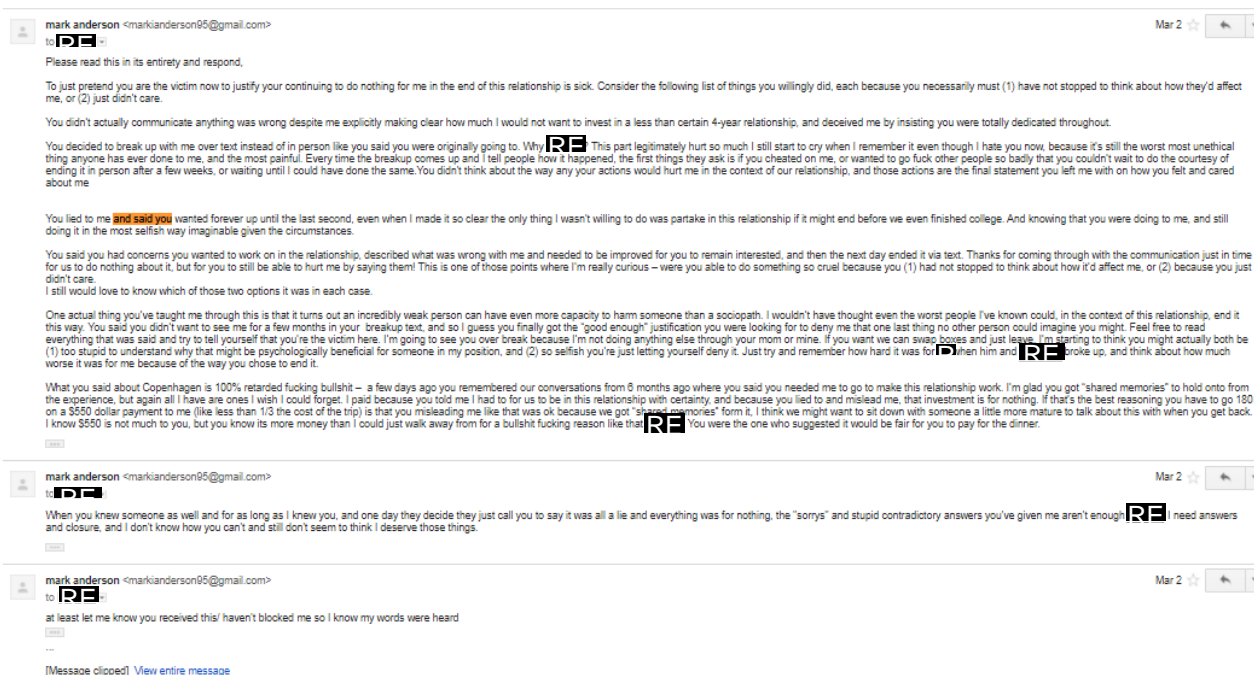 mark anderson <markianderson95@gmail.com> Mar 2
to RE
Please read this in its entirety and respond,
To just pretend you are the victim now to justify your continuing to do nothing for me in the end of this relationship is sick. Consider the following list of things you willingly did, each because you necessarily must (1) have not stopped to think about how they'd affect
me, or (2) just didn't care.
You didn't actually communicate anything was wrong despite me explicitly making clear how much I would not want to invest in a less than certain 4-year relationship, and deceived me by insisting you were totally dedicated throughout.
You decided to break up with me over text instead of in person like you said you were originally going to. Why RE? This part legitimately hurt so much I still start to cry when I remember it even though I hate you now, because it's still the worst most unethical
thing anyone has ever done to me, and the most painful. Every time the breakup comes up and I tell people how it happened, the first things they ask is if you cheated on me, or wanted to go fuck other people so badly that you couldn't wait to do the courtesy of
ending it in person after a few weeks, or waiting until I could have done the same.You didn't think about the way any your actions would hurt me in the context of our relationship, and those actions are the final statement you left me with on how you felt and cared
about me
You lied to me and said you wanted forever up until the last second, even when I made it so clear the only thing I wasn't willing to do was partake in this relationship if it might end before we even finished college. And knowing that you were doing to me, and still
doing it in the most selfish way imaginable given the circumstances.
You said you had concerns you wanted to work on in the relationship, described what was wrong with me and needed to be improved for you to remain interested, and then the next day ended it via text. Thanks for coming through with the communication just in time
for us to do nothing about it, but for you to still be able to hurt me by saying them! This is one of those points where I'm really curious – were you able to do something so cruel because you (1) had not stopped to think about how it'd affect me, or (2) because you just
didn't care.
I still would love to know which of those two options it was in each case.
One actual thing you've taught me through this is that it turns out an incredibly weak person can have even more capacity to harm someone than a sociopath. I wouldn't have thought even the worst people I've known could, in the context of this relationship, end it
this way. You said you didn't want to see me for a few months in your breakup text, and so I guess you finally got the "good enough" justification you were looking for to deny me that one last thing no other person could imagine you might. Feel free to read
everything that was said and try to tell yourself that you're the victim here. I'm going to see you over break because I'm not doing anything else through your mom or mine. If you want we can swap boxes and just leave. I'm starting to think you might actually both be
(1) too stupid to understand why that might be psychologically beneficial for someone in my position, and (2) so selfish you're just letting yourself deny it. Just try and remember how hard it was for when him and RE broke up, and think about how much
worse it was for me because of the way you chose to end it.
What you said about Copenhagen is 100% retarded fucking bullshit – a few days ago you remembered our conversations from 6 months ago where you said you needed me to go to make this relationship work. I'm glad you got "shared memories" to hold onto from
the experience, but again all I have are ones I wish I could forget. I paid because you told me I had to for us to be in this relationship with certainty, and because you lied to and mislead me, that investment is for nothing. If that's the best reasoning you have to go 180
on a $550 dollar payment to me (like less than 1/3 the cost of the trip) is that you misleading me like that was ok because we got "shared memories" form it, I think we might want to sit down with someone a little more mature to talk about this with when you get back.
I know $550 is not much to you, but you know its more money than I could just walk away from for a bullshit fucking reason like that RE You were the one who suggested it would be fair for you to pay for the dinner.
mark anderson <markianderson95@gmail.com> Mar 2
to RE
When you knew someone as well and for as long as I knew you, and one day they decide they just call you to say it was all a lie and everything was for nothing, the "sorrys" and stupid contradictory answers you've given me aren't enough RE I need answers
and closure, and I don't know how you can't and still don't seem to think I deserve those things.
mark anderson <markianderson95@gmail.com> Mar 2
to RE
at least let me know you received this/ haven't blocked me so I know my words were heard
...
[Message clipped] View entire message